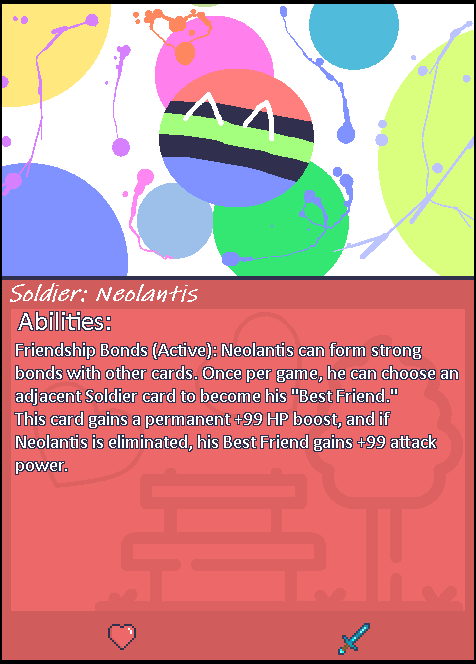 Soldier: Neolantis
Abilities:
Friendship Bonds (Active): Neolantis can form strong
bonds with other cards. Once per game, he can choose an
adjacent Soldier card to become his "Best Friend."
This card gains a permanent +99 HP boost, and if
Neolantis is eliminated, his Best Friend gains +99 attack
power.